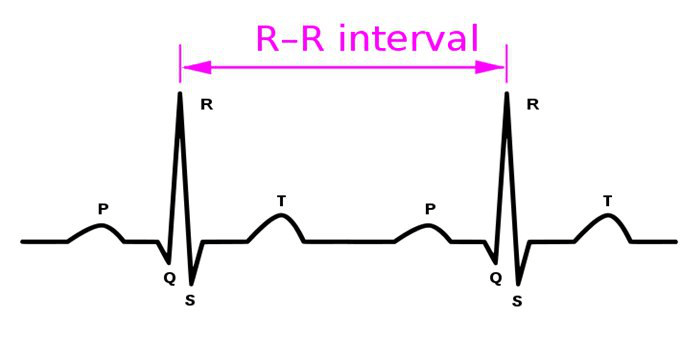 R–R interval
R R
P T P T
Q Q
S S